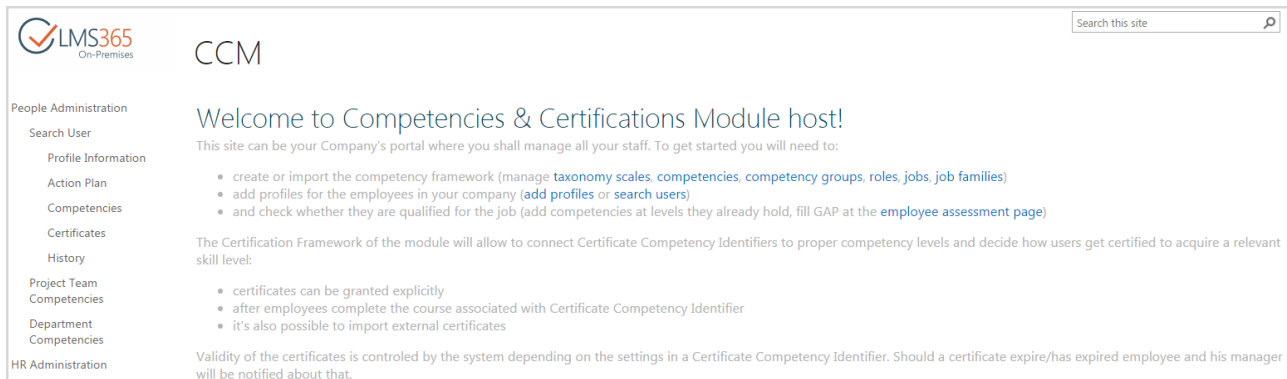 LMS365
On-Premises
Search this site
CCM
People Administration
Search User
Profile Information
Action Plan
Competencies
Certificates
History
Project Team
Competencies
Department
Competencies
HR Administration
Welcome to Competencies & Certifications Module host!
This site can be your Company's portal where you shall manage all your staff. To get started you will need to:
create or import the competency framework (manage taxonomy scales, competencies, competency groups, roles, jobs, job families)
add profiles for the employees in your company (add profiles or search users)
and check whether they are qualified for the job (add competencies at levels they already hold, fill GAP at the employee assessment page)
The Certification Framework of the module will allow to connect Certificate Competency Identifiers to proper competency levels and decide how users get certified to acquire a relevant
skill level:
certificates can be granted explicitly
after employees complete the course associated with Certificate Competency Identifier
it's also possible to import external certificates
Validity of the certificates is controled by the system depending on the settings in a Certificate Competency Identifier. Should a certificate expire/has expired employee and his manager
will be notified about that.